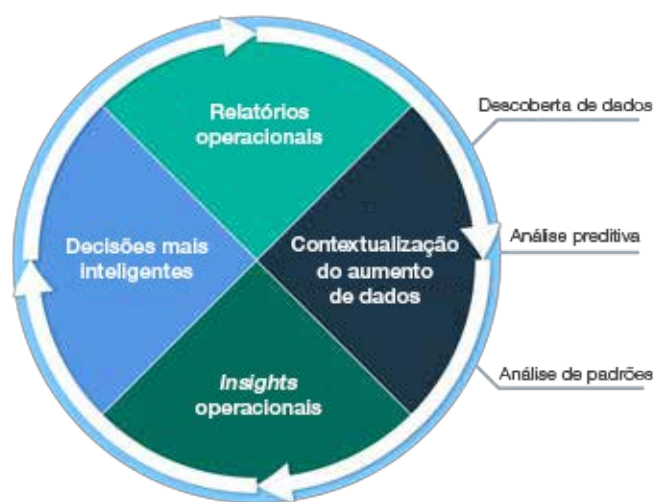 Relatórios
operacionais
Descoberta de dados
Decisões mais
inteligentes
Contextualização
do aumento
de dados
Análise preditiva
Insights
operacionais
Análise de padrões